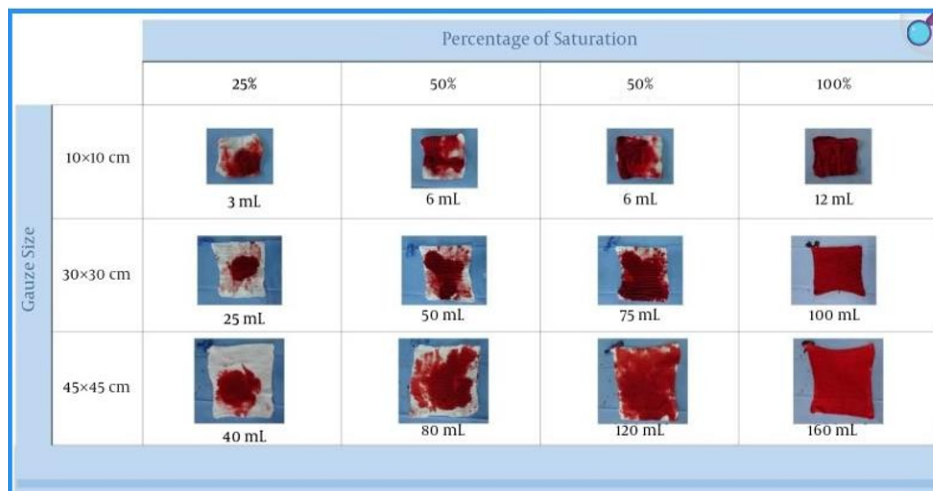 Percentage of Saturation
25% 50% 50% 100%
Gauze Size
10×10 cm
3 mL 6 mL 6 mL 12 mL
30×30 cm
25 mL 50 mL 75 mL 100 mL
45×45 cm
40 mL 80 mL 120 mL 160 mL